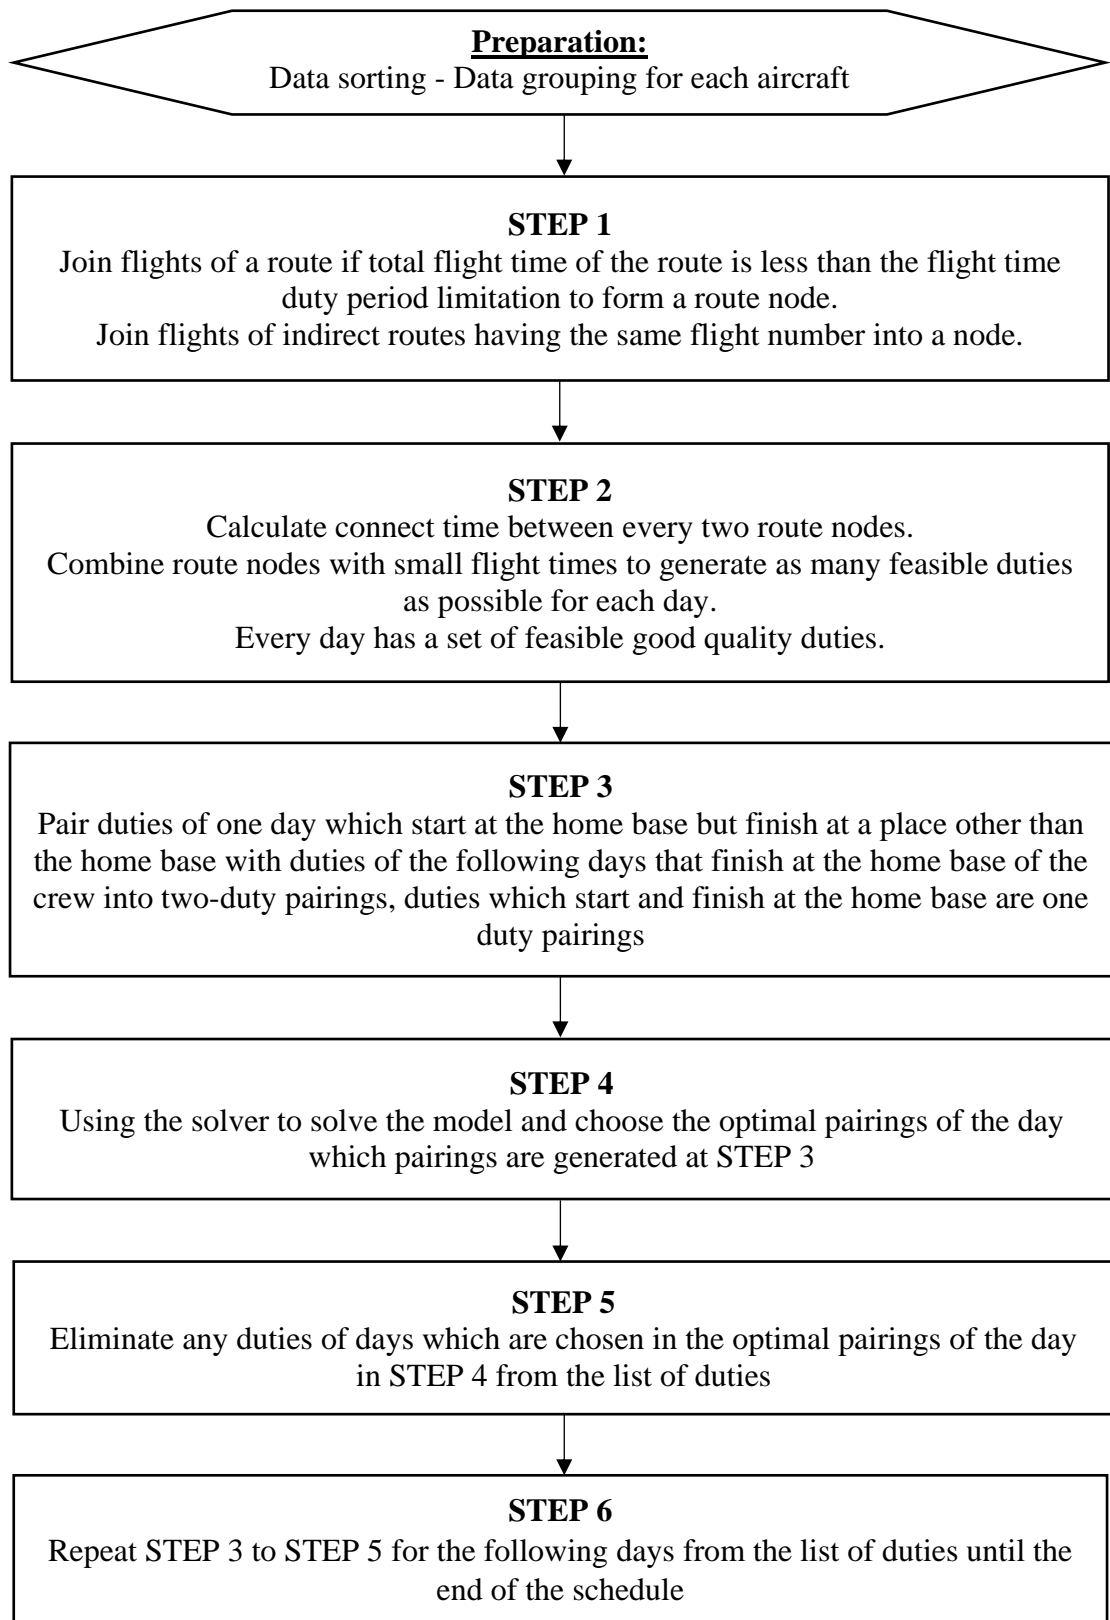 Preparation:
Data sorting - Data grouping for each aircraft
STEP 1
Join flights of a route if total flight time of the route is less than the flight time
duty period limitation to form a route node.
Join flights of indirect routes having the same flight number into a node.
STEP 2
Calculate connect time between every two route nodes.
Combine route nodes with small flight times to generate as many feasible duties
as possible for each day.
Every day has a set of feasible good quality duties.
STEP 3
Pair duties of one day which start at the home base but finish at a place other than
the home base with duties of the following days that finish at the home base of the
crew into two-duty pairings, duties which start and finish at the home base are one
duty pairings
STEP 4
Using the solver to solve the model and choose the optimal pairings of the day
which pairings are generated at STEP 3
STEP 5
Eliminate any duties of days which are chosen in the optimal pairings of the day
in STEP 4 from the list of duties
STEP 6
Repeat STEP 3 to STEP 5 for the following days from the list of duties until the
end of the schedule